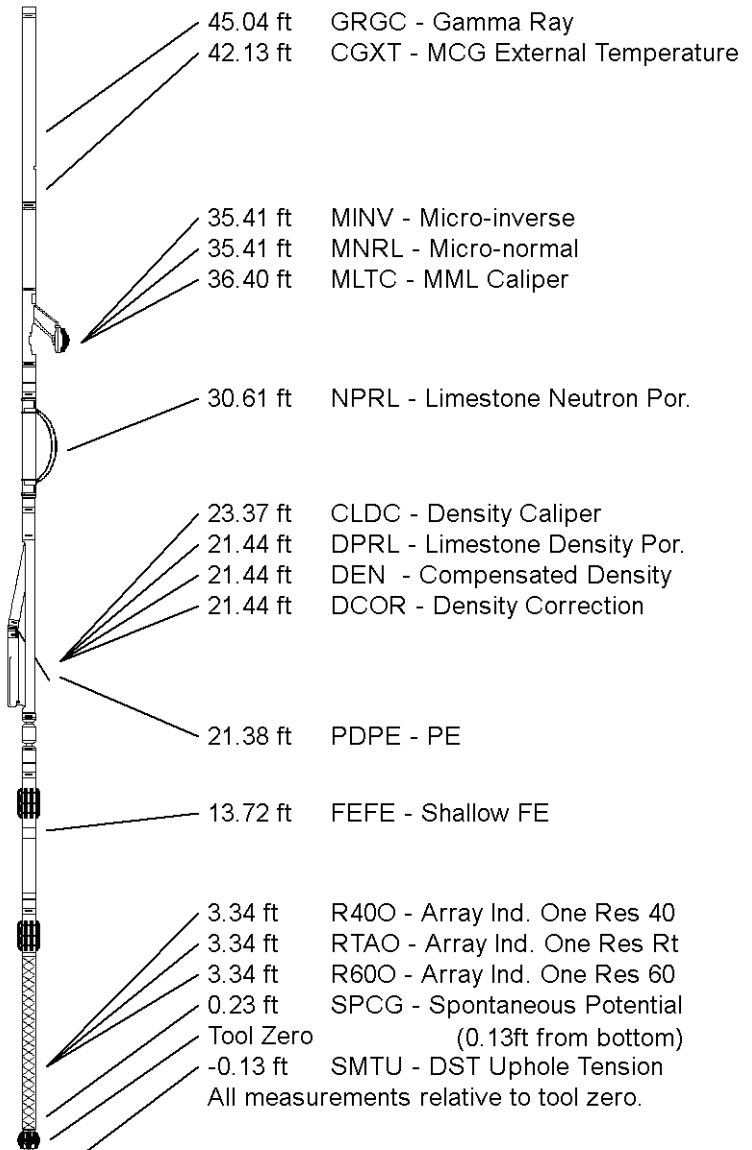 45.04 ft GRGC - Gamma Ray
42.13 ft CGXT - MCG External Temperature
35.41 ft MINV - Micro-inverse
35.41 ft MNRL - Micro-normal
36.40 ft MLTC - MML Caliper
30.61 ft NPRL - Limestone Neutron Por.
23.37 ft CLDC - Density Caliper
21.44 ft DPRL - Limestone Density Por.
21.44 ft DEN - Compensated Density
21.44 ft DCOR - Density Correction
21.38 ft PDPE - PE
13.72 ft FEFE - Shallow FE
3.34 ft R40O - Array Ind. One Res 40
3.34 ft RTAO - Array Ind. One Res Rt
3.34 ft R60O - Array Ind. One Res 60
0.23 ft SPCG - Spontaneous Potential
Tool Zero (0.13ft from bottom)
-0.13 ft SMTU - DST Uphole Tension
All measurements relative to tool zero.